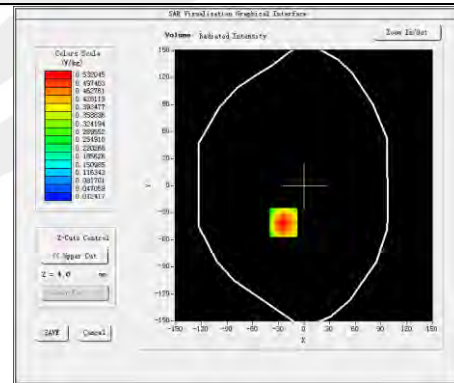 SAR Visualisation Graphical Interface
Volume Radiated Intensity
Zoom In/Out
Colors Scale
(W/kg)
0.532045
0.497403
0.462761
0.428119
0.393477
0.358836
0.324194
0.289552
0.254910
0.220268
0.185626
0.150985
0.116343
0.081701
0.047059
0.012417
Z-Cuts Control
<< Upper Cut
Z = 4.0 mm
SAVE
Cancel
150
120
90
60
30
0
-30
-60
-90
-120
-150
Y
-150 -120 -90 -60 -30 0 30 60 90 120 150
X